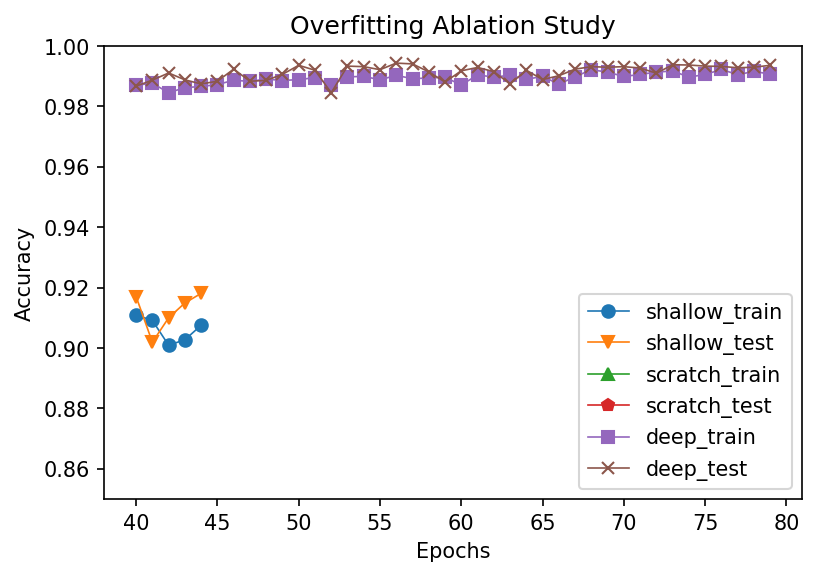 Overfitting Ablation Study
1.00
0.98
0.96
0.94
0.92
0.90
0.88
0.86
Accuracy
shallow_train
shallow_test
scratch_train
scratch_test
deep_train
deep_test
40 45 50 55 60 65 70 75 80
Epochs